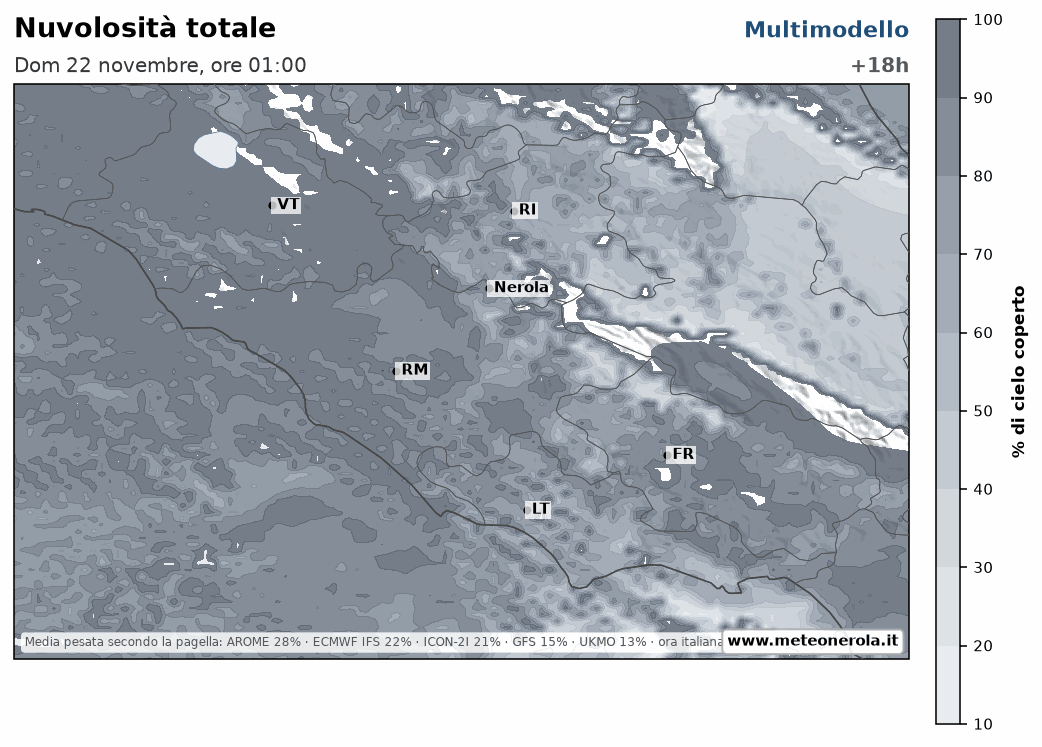 Nuvolosità totale
Multimodello
Dom 22 novembre, ore 01:00
+18h
100
90
80
70
60
50
40
30
20
10
% di cielo coperto
VT
RI
Nerola
RM
FR
LT
Media pesata secondo la pagella: AROME 28% · ECMWF IFS 22% · ICON-2I 21% · GFS 15% · UKMO 13% · ora italiana
www.meteonerola.it